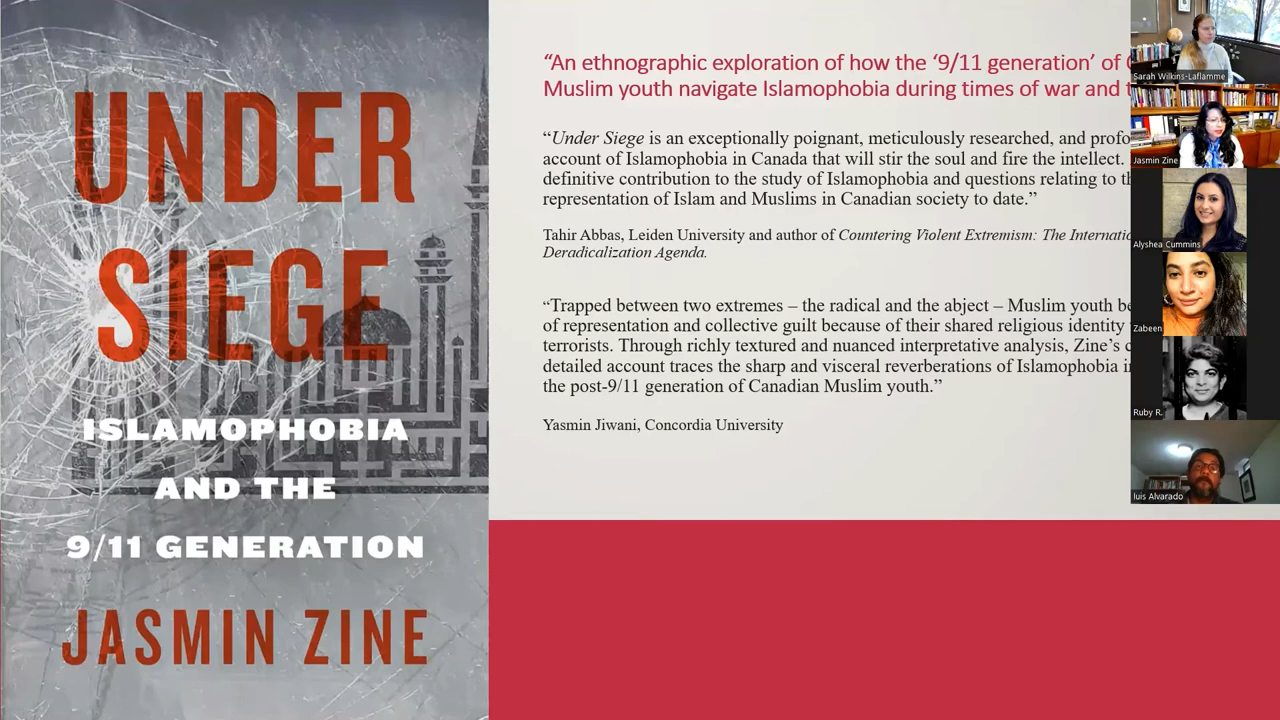 UNDER
SIEGE
ISLAMOPHOBIA
AND THE
9/11 GENERATION
JASMIN ZINE
“An ethnographic exploration of how the ‘9/11 generation’ of
Muslim youth navigate Islamophobia during times of war and
“Under Siege is an exceptionally poignant, meticulously researched, and profo
account of Islamophobia in Canada that will stir the soul and fire the intellect.
definitive contribution to the study of Islamophobia and questions relating to th
representation of Islam and Muslims in Canadian society to date.”
Tahir Abbas, Leiden University and author of Countering Violent Extremism: The Internatio
Deradicalization Agenda.
“Trapped between two extremes – the radical and the abject – Muslim youth be
of representation and collective guilt because of their shared religious identity
terrorists. Through richly textured and nuanced interpretative analysis, Zine’s c
detailed account traces the sharp and visceral reverberations of Islamophobia in
the post-9/11 generation of Canadian Muslim youth.”
Yasmin Jiwani, Concordia University
Sarah Wilkins-Laflamme
Jasmin Zine
Alyshea Cummins
Zabeen
Ruby R.
luis Alvarado